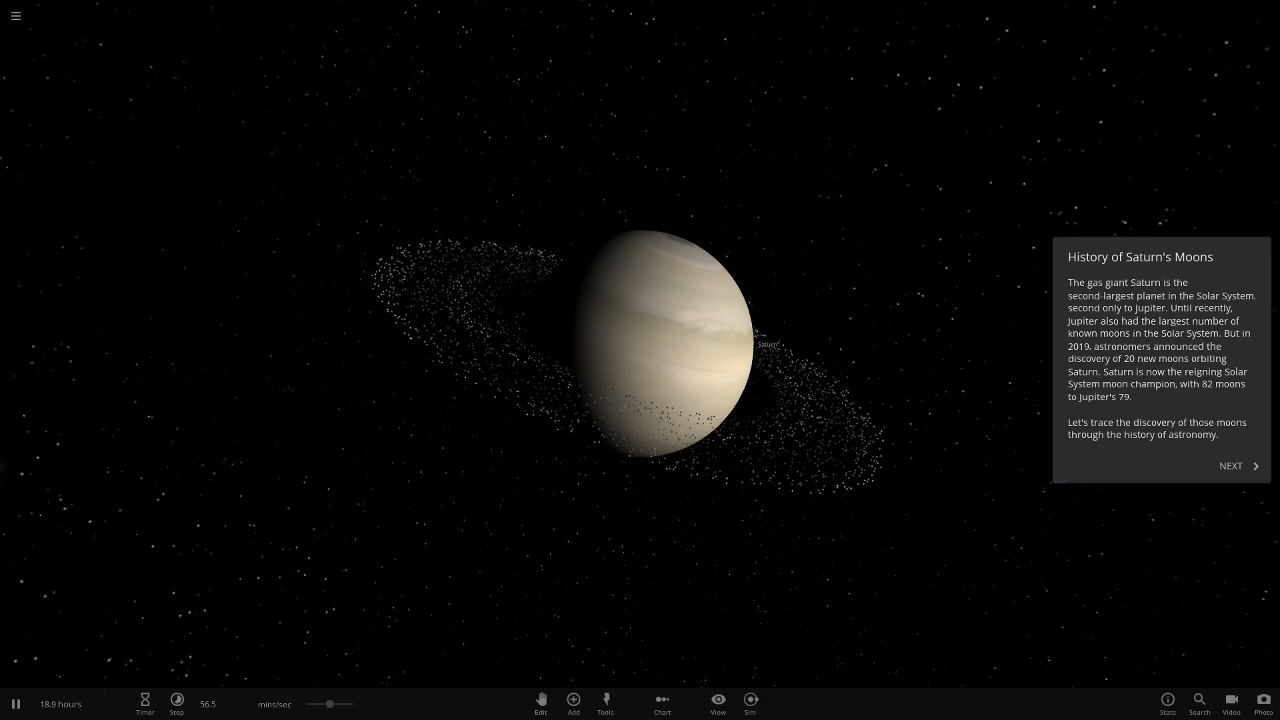 History of Saturn's Moons
The gas giant Saturn is the
second-largest planet in the Solar System.
second only to Jupiter. Until recently,
Jupiter also had the largest number of
known moons in the Solar System. But in
2019, astronomers announced the
discovery of 20 new moons orbiting
Saturn. Saturn is now the reigning Solar
System moon champion, with 82 moons
to Jupiter's 79.
Let's trace the discovery of those moons
through the history of astronomy.
NEXT
Saturn
18.9 hours
Timer
Step
56.5
mins/sec
Edit
Add
Tools
Chart
View
Sim
Stats
Search
Video
Photo